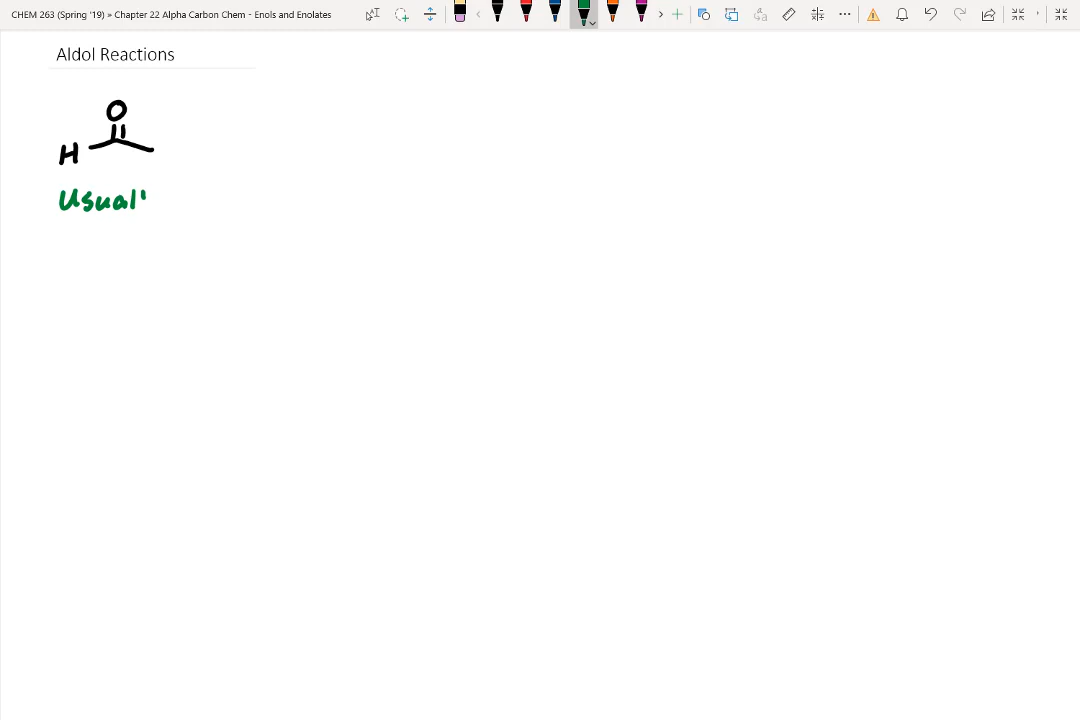 CHEM 263 (Spring '19) » Chapter 22 Alpha Carbon Chem - Enols and Enolates
Aldol Reactions
O
H
Usual